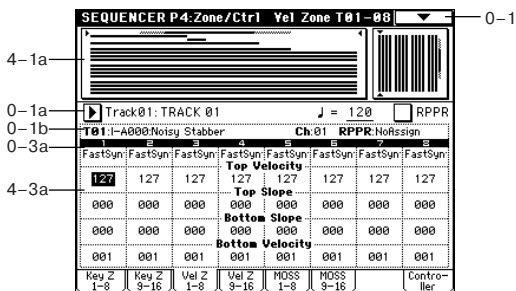 SEQUENCER P4:Zone/Ctrl Vel Zone T01-08
0-1
4-1a
0-1a
Track01: TRACK 01 ♩ = 120 RPPR
0-1b
T01:I-A000:Noisy Stabber Ch:01 RPPR:NoAssign
0-3a
1 2 3 4 5 6 7 8
FastSyn FastSyn FastSyn FastSyn FastSyn FastSyn FastSyn FastSyn
Top Velocity
4-3a
127 127 127 127 127 127 127 127
Top Slope
000 000 000 000 000 000 000 000
Bottom Slope
000 000 000 000 000 000 000 000
Bottom Velocity
001 001 001 001 001 001 001 001
Key Z 1-8 Key Z 9-16 Vel Z 1-8 Vel Z 9-16 MOSS 1-8 MOSS 9-16 Contro-ller